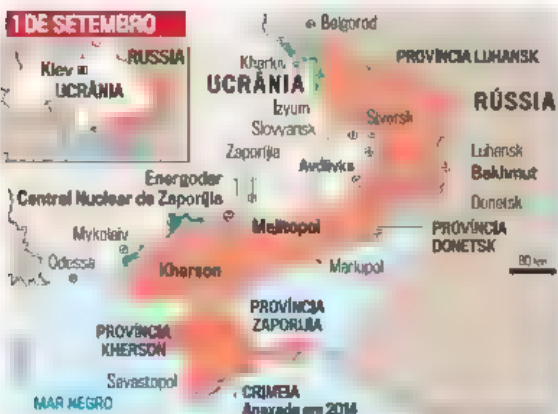 1 DE SETEMBRO
RUSSIA
Kiev
UCRÂNIA
Belgorod
Kharkiv
PROVÍNCIA LUHANSK
UCRÂNIA
RÚSSIA
Izyum
Slovyansk
Siversk
Zaporijia
Avdiivka
Luhansk
Bakhmut
Donetsk
Energodar
Central Nuclear de Zaporijia
Melitopol
PROVÍNCIA
DONETSK
Mykolaiv
Odessa
Kherson
Mariupol
80 km
PROVÍNCIA
ZAPORIJIA
PROVÍNCIA
KHERSON
Sevastopol
CRIMEIA
Anexada em 2014
MAR NEGRO